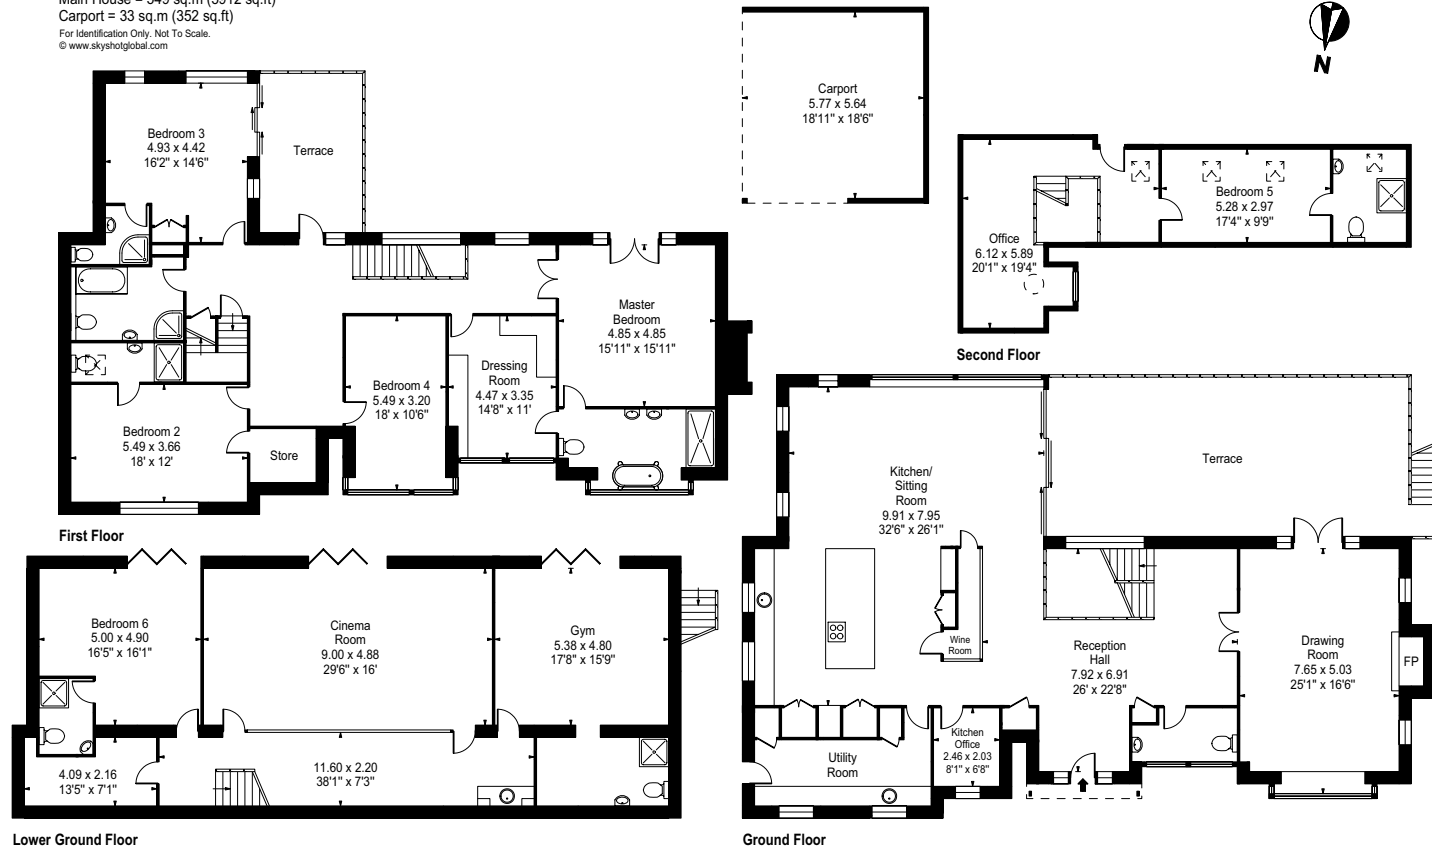 Main House = 549 sq.m (5912 sq.ft)
Carport = 33 sq.m (352 sq.ft)
For Identification Only. Not To Scale.
© www.skyshotglobal.com
N
Carport
5.77 x 5.64
18'11" x 18'6"
Bedroom 3
4.93 x 4.42
16'2" x 14'6"
Terrace
Master
Bedroom
4.85 x 4.85
15'11" x 15'11"
Dressing
Room
4.47 x 3.35
14'8" x 11'
Bedroom 4
5.49 x 3.20
18' x 10'6"
Bedroom 2
5.49 x 3.66
18' x 12'
Store
First Floor
Office
6.12 x 5.89
20'1" x 19'4"
Bedroom 5
5.28 x 2.97
17'4" x 9'9"
Second Floor
Bedroom 6
5.00 x 4.90
16'5" x 16'1"
Cinema
Room
9.00 x 4.88
29'6" x 16'
Gym
5.38 x 4.80
17'8" x 15'9"
4.09 x 2.16
13'5" x 7'1"
11.60 x 2.20
38'1" x 7'3"
Lower Ground Floor
Kitchen/
Sitting
Room
9.91 x 7.95
32'6" x 26'1"
Terrace
Wine
Room
Reception
Hall
7.92 x 6.91
26' x 22'8"
Drawing
Room
7.65 x 5.03
25'1" x 16'6"
FP
Utility
Room
Kitchen
Office
2.46 x 2.03
8'1" x 6'8"
Ground Floor